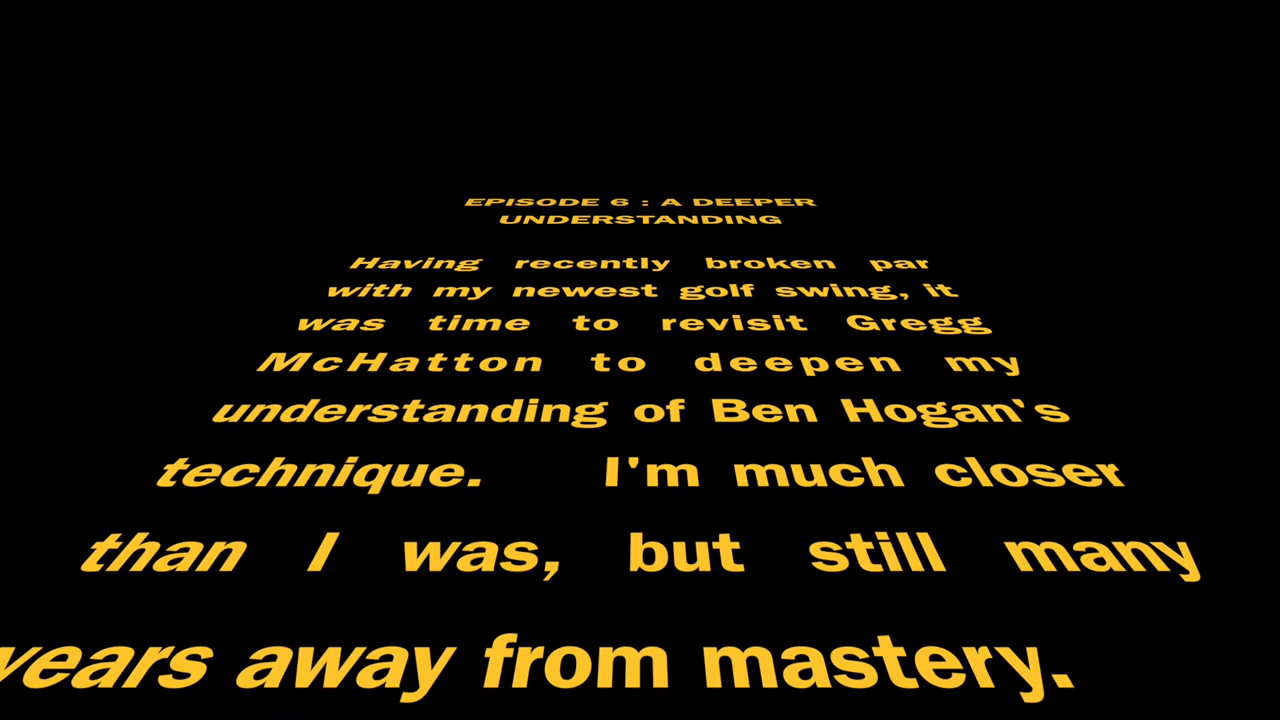 EPISODE 6 : A DEEPER
UNDERSTANDING
Having recently broken par
with my newest golf swing, it
was time to revisit Gregg
McHatton to deepen my
understanding of Ben Hogan's
technique. I'm much closer
than I was, but still many
years away from mastery.